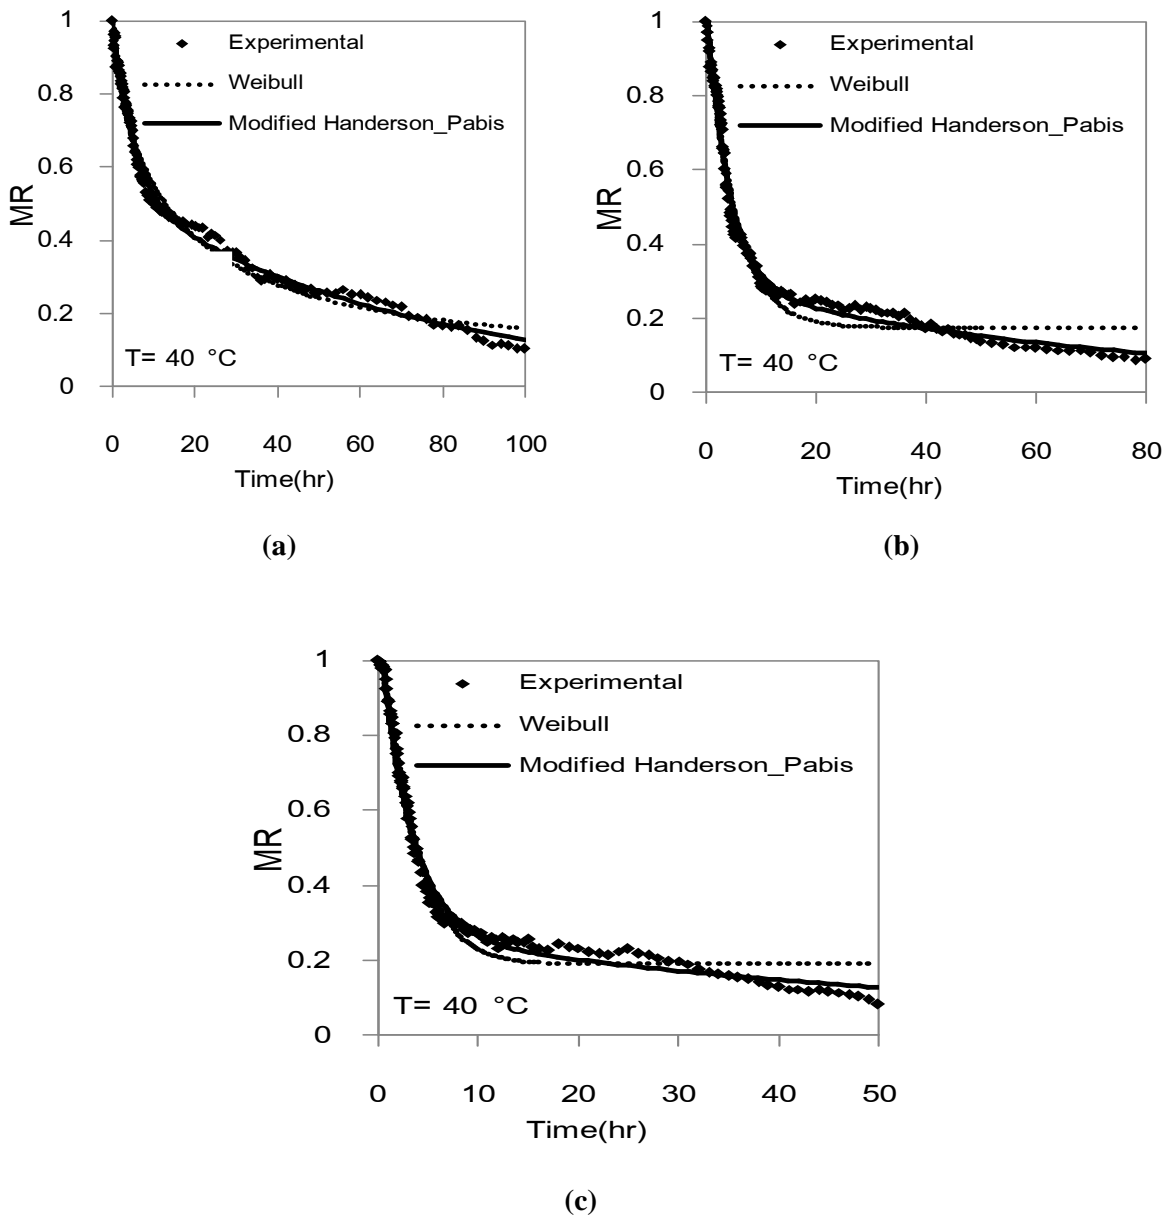 1
0.8
0.6
0.4
0.2
0
MR
Experimental
Weibull
Modified Handerson_Pabis
T= 40 °C
0 20 40 60 80 100
Time(hr)
(a)
1
0.8
0.6
0.4
0.2
0
MR
Experimental
Weibull
Modified Handerson_Pabis
T= 40 °C
0 20 40 60 80
Time(hr)
(b)
1
0.8
0.6
0.4
0.2
0
MR
Experimental
Weibull
Modified Handerson_Pabis
T= 40 °C
0 10 20 30 40 50
Time(hr)
(c)